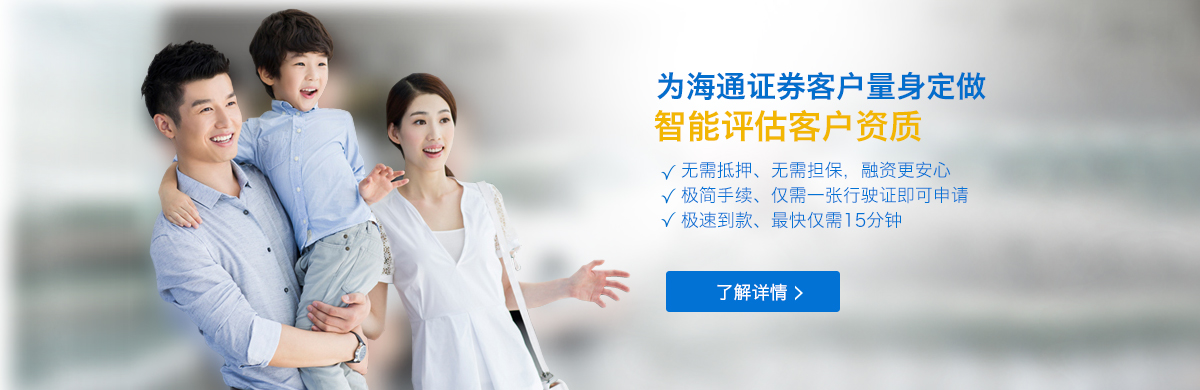 为海通证券客户量身定做
智能评估客户资质
✓ 无需抵押、无需担保，融资更安心
✓ 极简手续、仅需一张行驶证即可申请
✓ 极速到款、最快仅需15分钟
了解详情 >